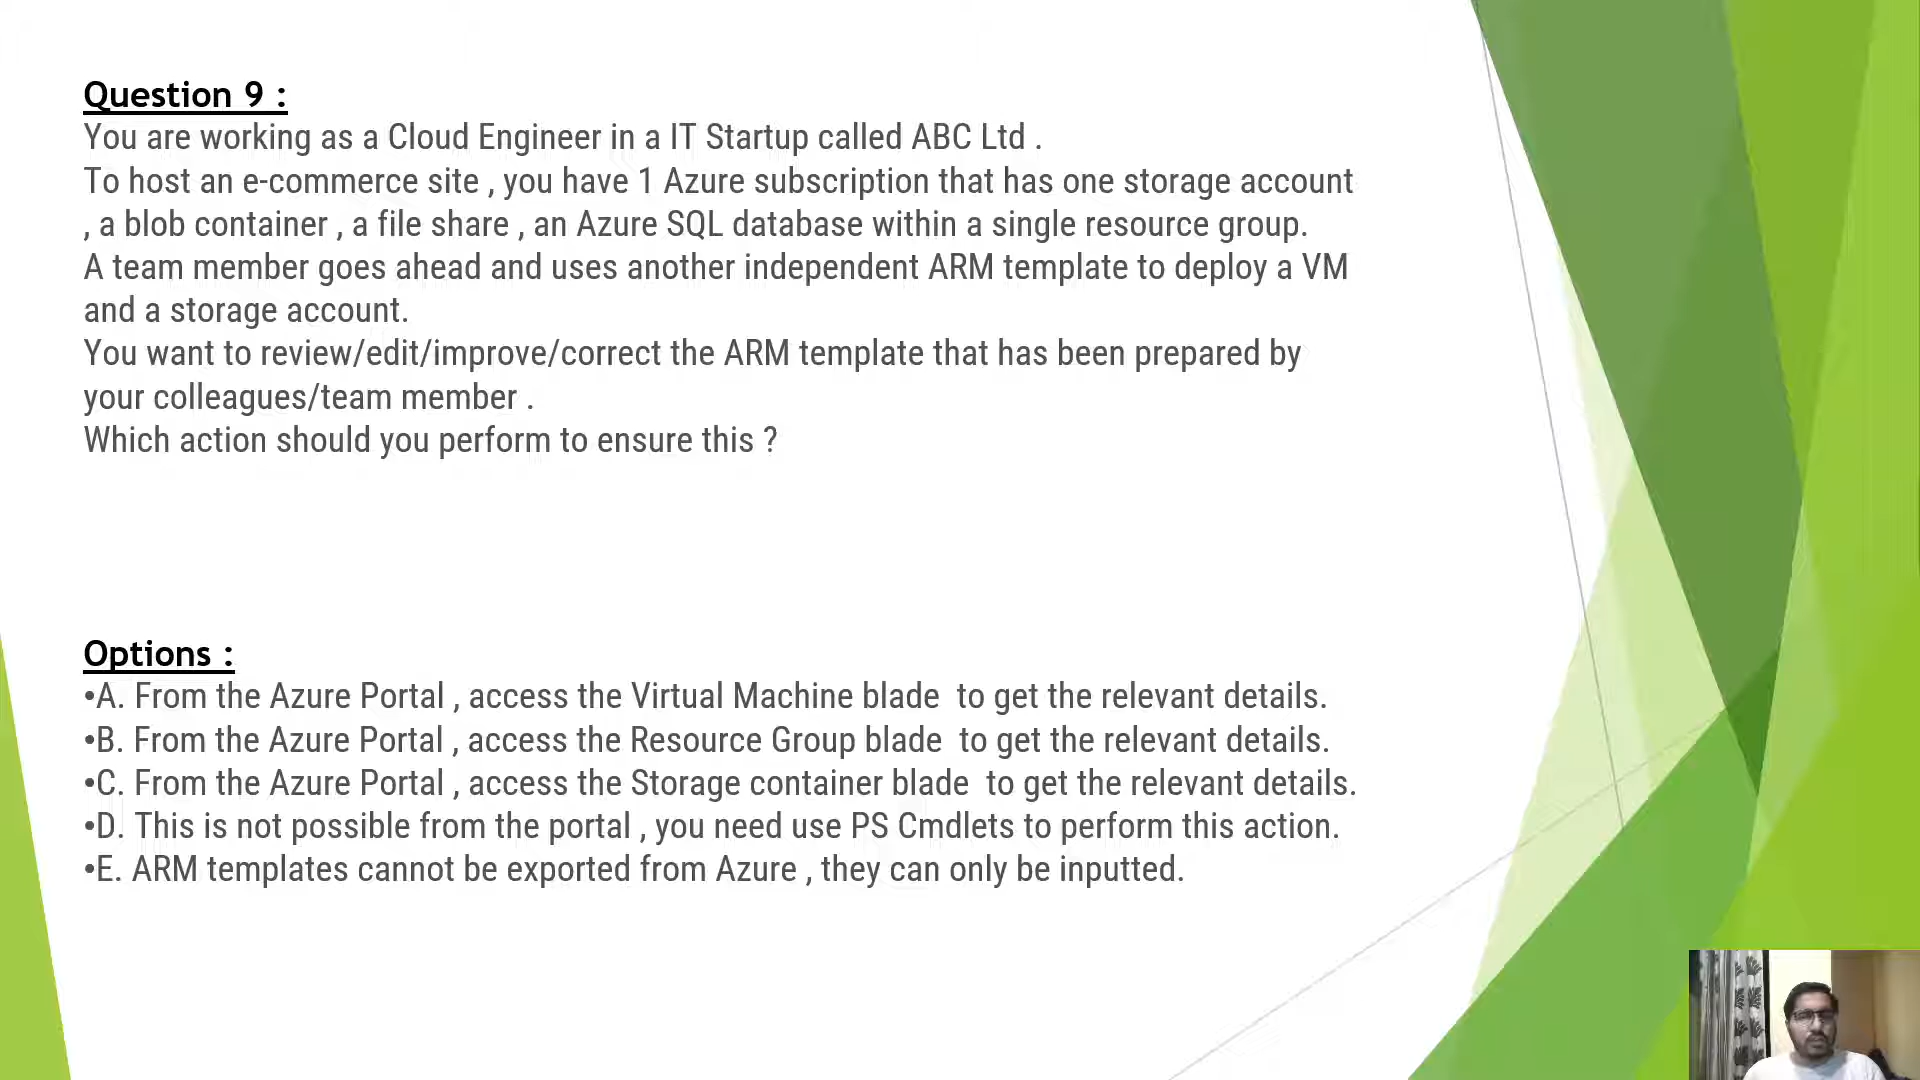 Question 9 :
You are working as a Cloud Engineer in a IT Startup called ABC Ltd .
To host an e-commerce site , you have 1 Azure subscription that has one storage account
, a blob container , a file share , an Azure SQL database within a single resource group.
A team member goes ahead and uses another independent ARM template to deploy a VM
and a storage account.
You want to review/edit/improve/correct the ARM template that has been prepared by
your colleagues/team member .
Which action should you perform to ensure this ?
Options :
•A. From the Azure Portal , access the Virtual Machine blade  to get the relevant details.
•B. From the Azure Portal , access the Resource Group blade  to get the relevant details.
•C. From the Azure Portal , access the Storage container blade  to get the relevant details.
•D. This is not possible from the portal , you need use PS Cmdlets to perform this action.
•E. ARM templates cannot be exported from Azure , they can only be inputted.